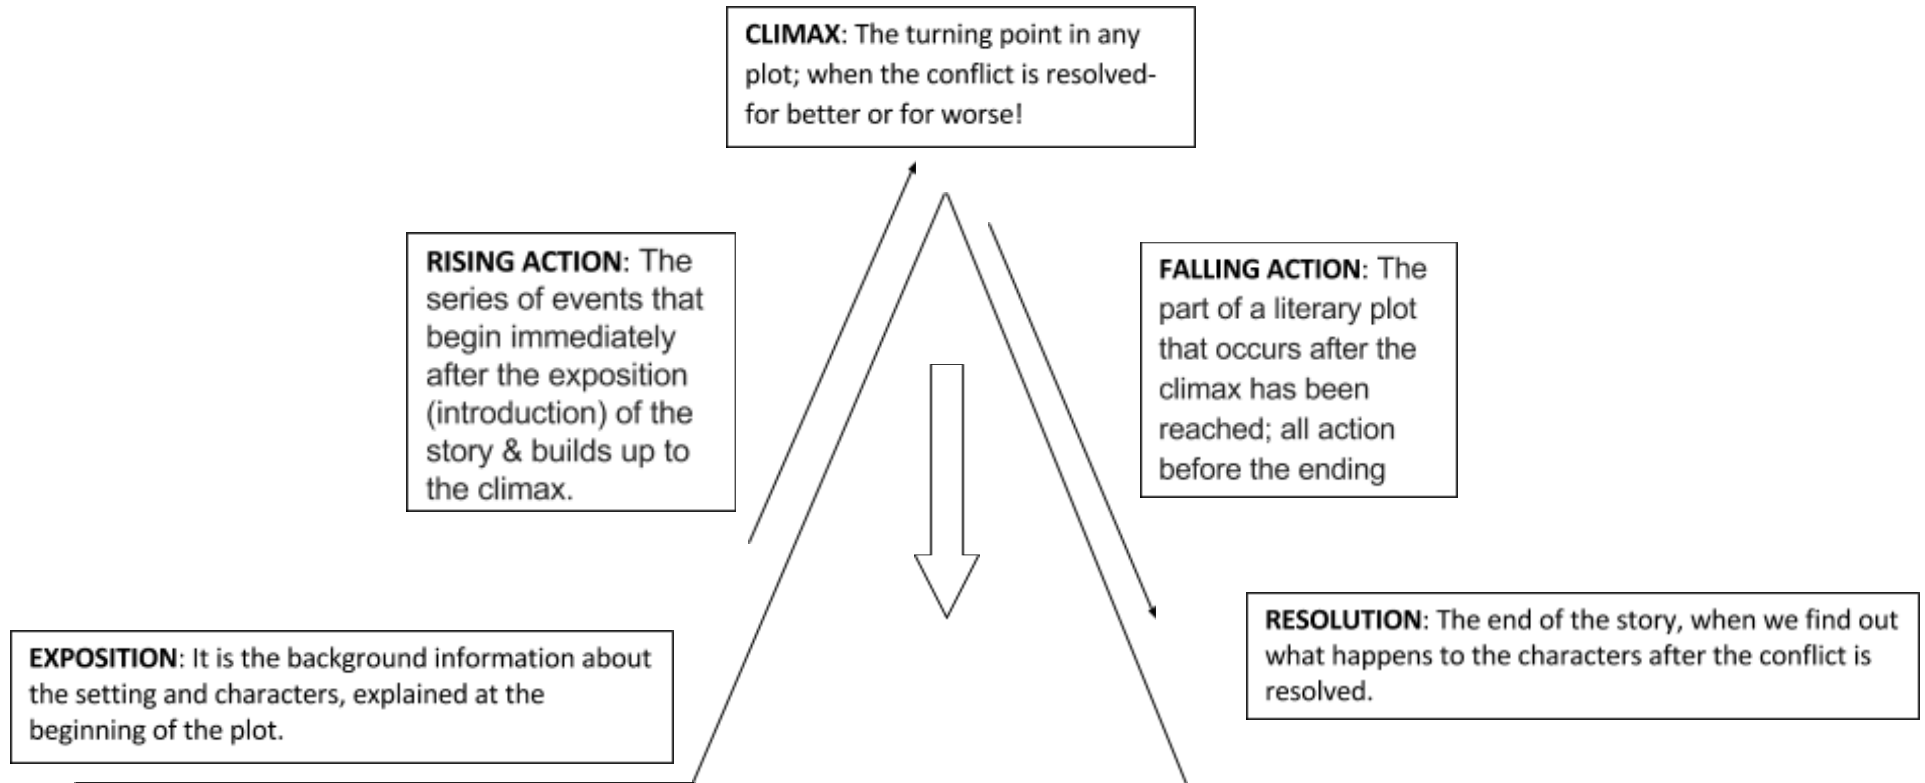 CLIMAX: The turning point in any
plot; when the conflict is resolved-
for better or for worse!
RISING ACTION: The
series of events that
begin immediately
after the exposition
(introduction) of the
story & builds up to
the climax.
FALLING ACTION: The
part of a literary plot
that occurs after the
climax has been
reached; all action
before the ending
EXPOSITION: It is the background information about
the setting and characters, explained at the
beginning of the plot.
RESOLUTION: The end of the story, when we find out
what happens to the characters after the conflict is
resolved.